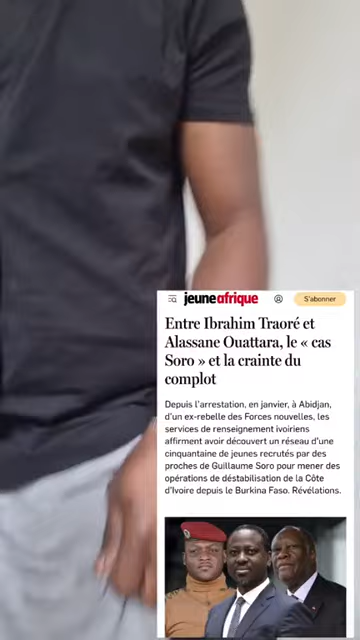 jeuneafrique
S'abonner
Entre Ibrahim Traoré et
Alassane Ouattara, le « cas
Soro » et la crainte du
complot
Depuis l'arrestation, en janvier, à Abidjan,
d'un ex-rebelle des Forces nouvelles, les
services de renseignement ivoiriens
affirment avoir découvert un réseau d'une
cinquantaine de jeunes recrutés par des
proches de Guillaume Soro pour mener des
opérations de déstabilisation de la Côte
d'Ivoire depuis le Burkina Faso. Révélations.